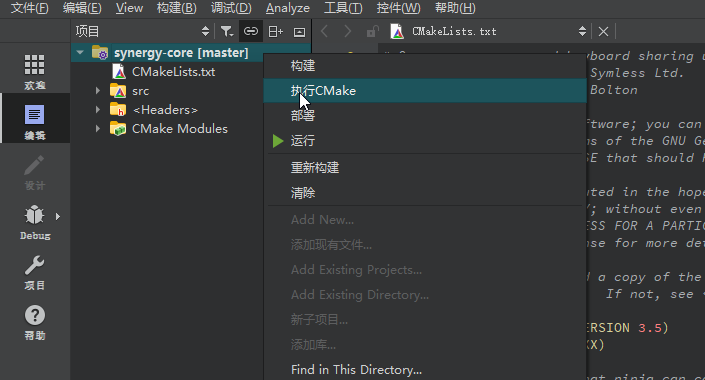 文件(F) 编辑(E) View 构建(B) 调试(D) Analyze 工具(T) 控件(W) 帮助(H)
项目
CMakeLists.txt
欢迎
编辑
设计
Debug
项目
帮助
synergy-core [master]
CMakeLists.txt
src
<Headers>
CMake Modules
构建
执行CMake
部署
运行
重新构建
清除
Add New...
添加现有文件...
Add Existing Projects...
Add Existing Directory...
新子项目...
添加库...
Find in This Directory...
yboard sharing u
Symless Ltd.
Bolton
ftware; you can
ms of the GNU Ge
SE that should h
uted in the hope
; without even
ESS FOR A PARTIC
nse for more det
d a copy of the
If not, see
ERSION 3.5)
XX)